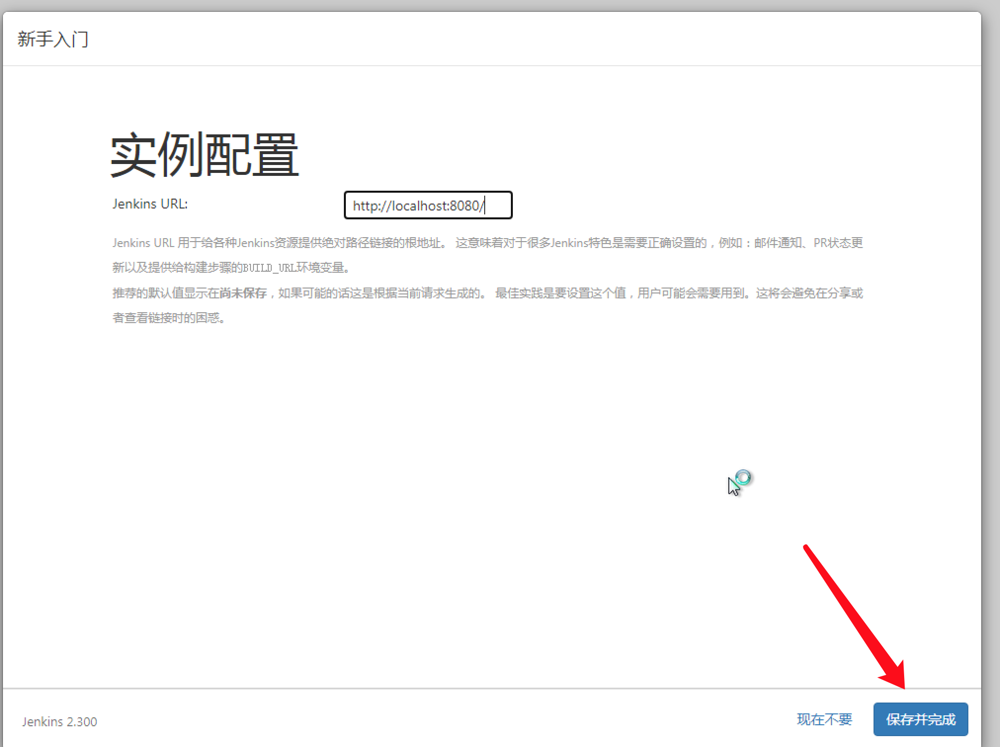 新手入门
实例配置
Jenkins URL:
http://localhost:8080/
Jenkins URL 用于给各种Jenkins资源提供绝对路径链接的根地址。 这意味着对于很多Jenkins特色是需要正确设置的，例如：邮件通知、PR状态更
新以及提供给构建步骤的BUILD_URL环境变量。
推荐的默认值显示在尚未保存，如果可能的话这是根据当前请求生成的。 最佳实践是要设置这个值，用户可能会需要用到。这将会避免在分享或
者查看链接时的困惑。
Jenkins 2.300
现在不要
保存并完成